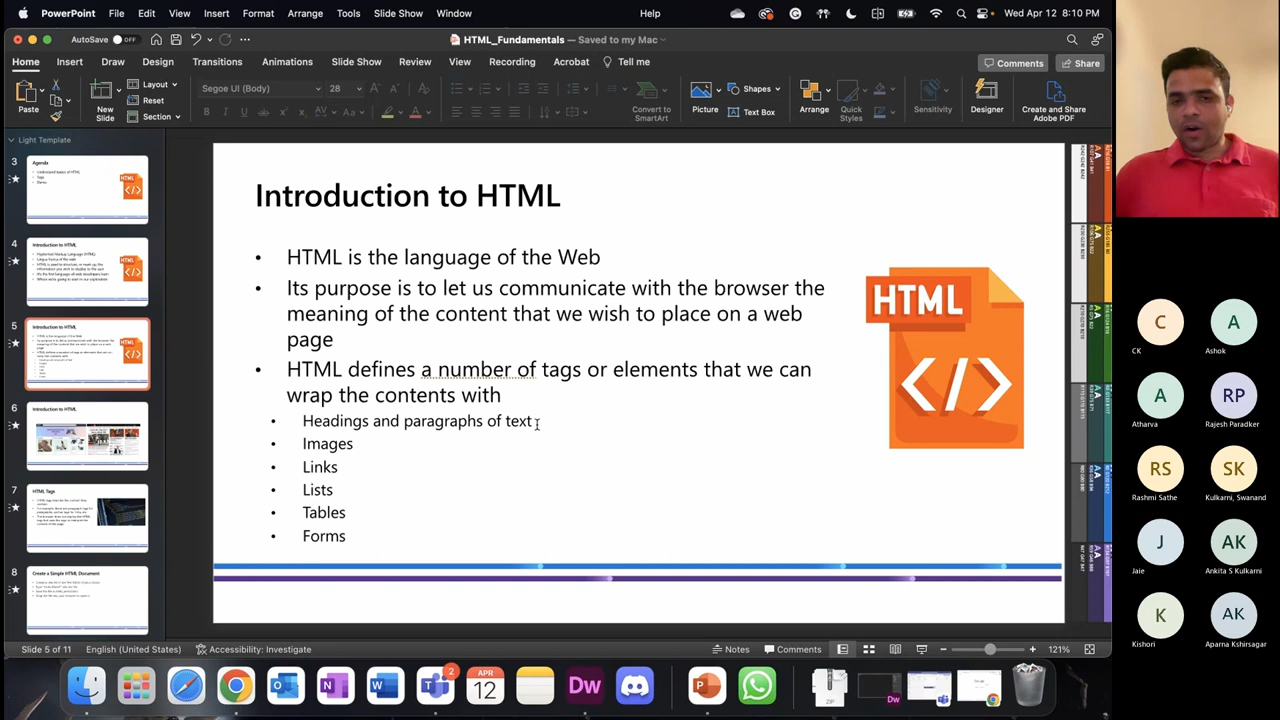 PowerPoint File Edit View Insert Format Arrange Tools Slide Show Window Help Wed Apr 12 8:10 PM
AutoSave OFF HTML_Fundamentals — Saved to my Mac
Home Insert Draw Design Transitions Animations Slide Show Review View Recording Acrobat Tell me Comments Share
Paste New Slide Layout Reset Section Segoe UI (Body) 28 Convert to SmartArt Picture Shapes Text Box Arrange Quick Styles Sensitivity Designer Create and Share Adobe PDF
Light Template
3
Agenda
Understand basics of HTML
Tags
Demo
HTML
4
Introduction to HTML
HTML
5
Introduction to HTML
HTML
6
Introduction to HTML
7
HTML Tags
8
Create a Simple HTML Document
Introduction to HTML
• HTML is the language of the Web
• Its purpose is to let us communicate with the browser the
meaning of the content that we wish to place on a web
page
• HTML defines a number of tags or elements that we can
wrap the contents with
• Headings and paragraphs of text
• Images
• Links
• Lists
• Tables
• Forms
HTML
</>
CK
A
Ashok
A
Atharva
RP
Rajesh Paradker
RS
Rashmi Sathe
SK
Kulkarni, Swanand
J
Jaie
AK
Ankita S Kulkarni
K
Kishori
AK
Aparna Kshirsagar
Slide 5 of 11 English (United States) Accessibility: Investigate Notes Comments 121%
APR
12
2
Dw
ZIP